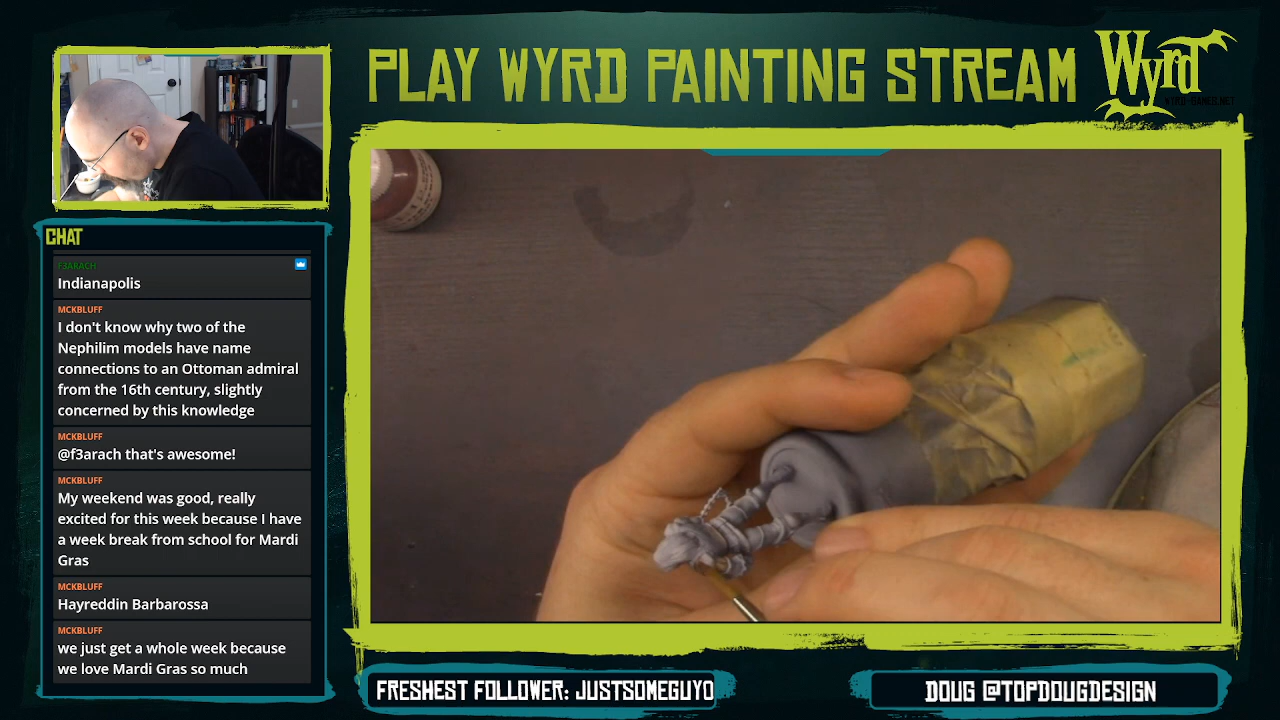 PLAY WYRD PAINTING STREAM
Wyrd
WYRD-GAMES.NET
CHAT
F3ARACH
Indianapolis
MCKBLUFF
I don't know why two of the
Nephilim models have name
connections to an Ottoman admiral
from the 16th century, slightly
concerned by this knowledge
MCKBLUFF
@f3arach that's awesome!
MCKBLUFF
My weekend was good, really
excited for this week because I have
a week break from school for Mardi
Gras
MCKBLUFF
Hayreddin Barbarossa
MCKBLUFF
we just get a whole week because
we love Mardi Gras so much
FRESHEST FOLLOWER: JUSTSOMEGUYO
DOUG @TOPDOUGDESIGN